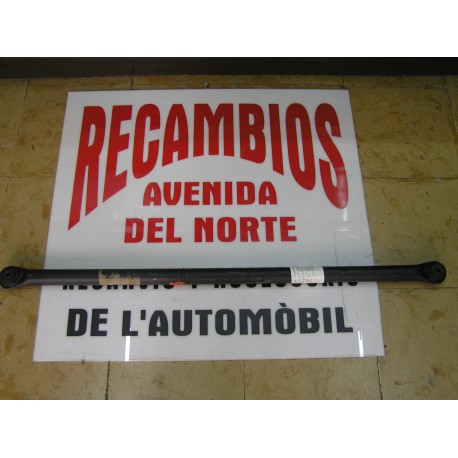 RECAMBIOS
AVENIDA
DEL NORTE
DE L'AUTOMÒBIL